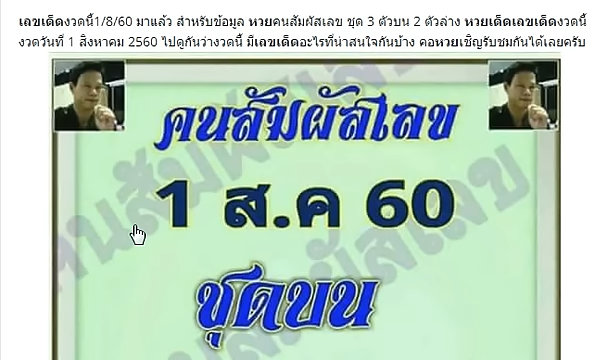 เลขเด็ดงวดนี้1/8/60 มาแล้ว สำหรับข้อมูล หวยคนสัมผัสเลข ชุด 3 ตัวบน 2 ตัวล่าง หวยเด็ดเลขเด็ดงวดนี้
งวดวันที่ 1 สิงหาคม 2560 ไปดูกันว่างวดนี้ มีเลขเด็ดอะไรที่น่าสนใจกันบ้าง คอหวยเชิญรับชมกันได้เลยครับ
คนสัมผัสเลข
1 ส.ค 60
ชุดบน